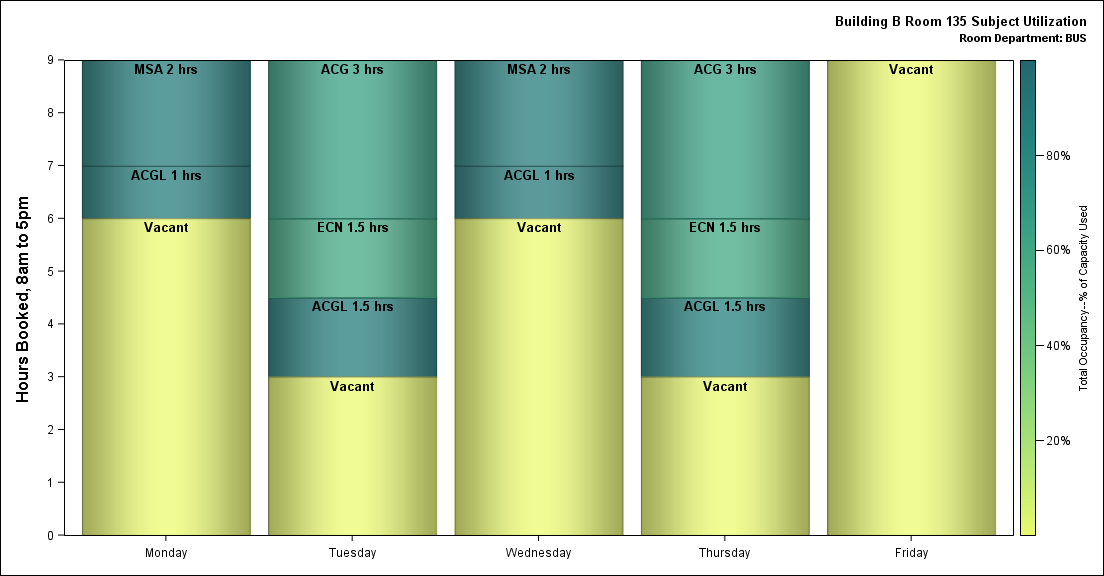 Building B Room 135 Subject Utilization
Room Department: BUS
Hours Booked, 8am to 5pm
9
8
7
6
5
4
3
2
1
0
MSA 2 hrs
ACGL 1 hrs
Vacant
ACG 3 hrs
ECN 1.5 hrs
ACGL 1.5 hrs
Vacant
MSA 2 hrs
ACGL 1 hrs
Vacant
ACG 3 hrs
ECN 1.5 hrs
ACGL 1.5 hrs
Vacant
Vacant
Monday
Tuesday
Wednesday
Thursday
Friday
80%
60%
40%
20%
Total Occupancy--% of Capacity Used